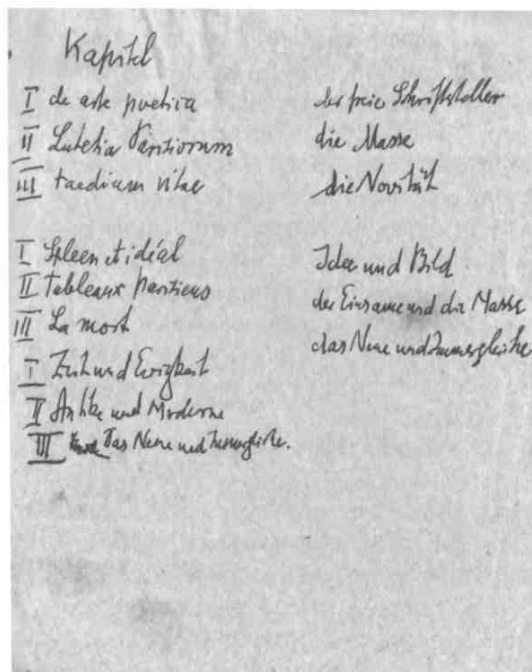 Kapitel
I de arte poetica der freie Schriftsteller
II Lutetia Parisiorum die Masse
III taedium vitae die Novität
I Spleen et idéal Idee und Bild
II tableaux parisiens der Einsame und die Masse
III La mort das Neue und Immergleiche
I Zeit und Ewigkeit
II Antike und Moderne
III Das Neue und Immergleiche.